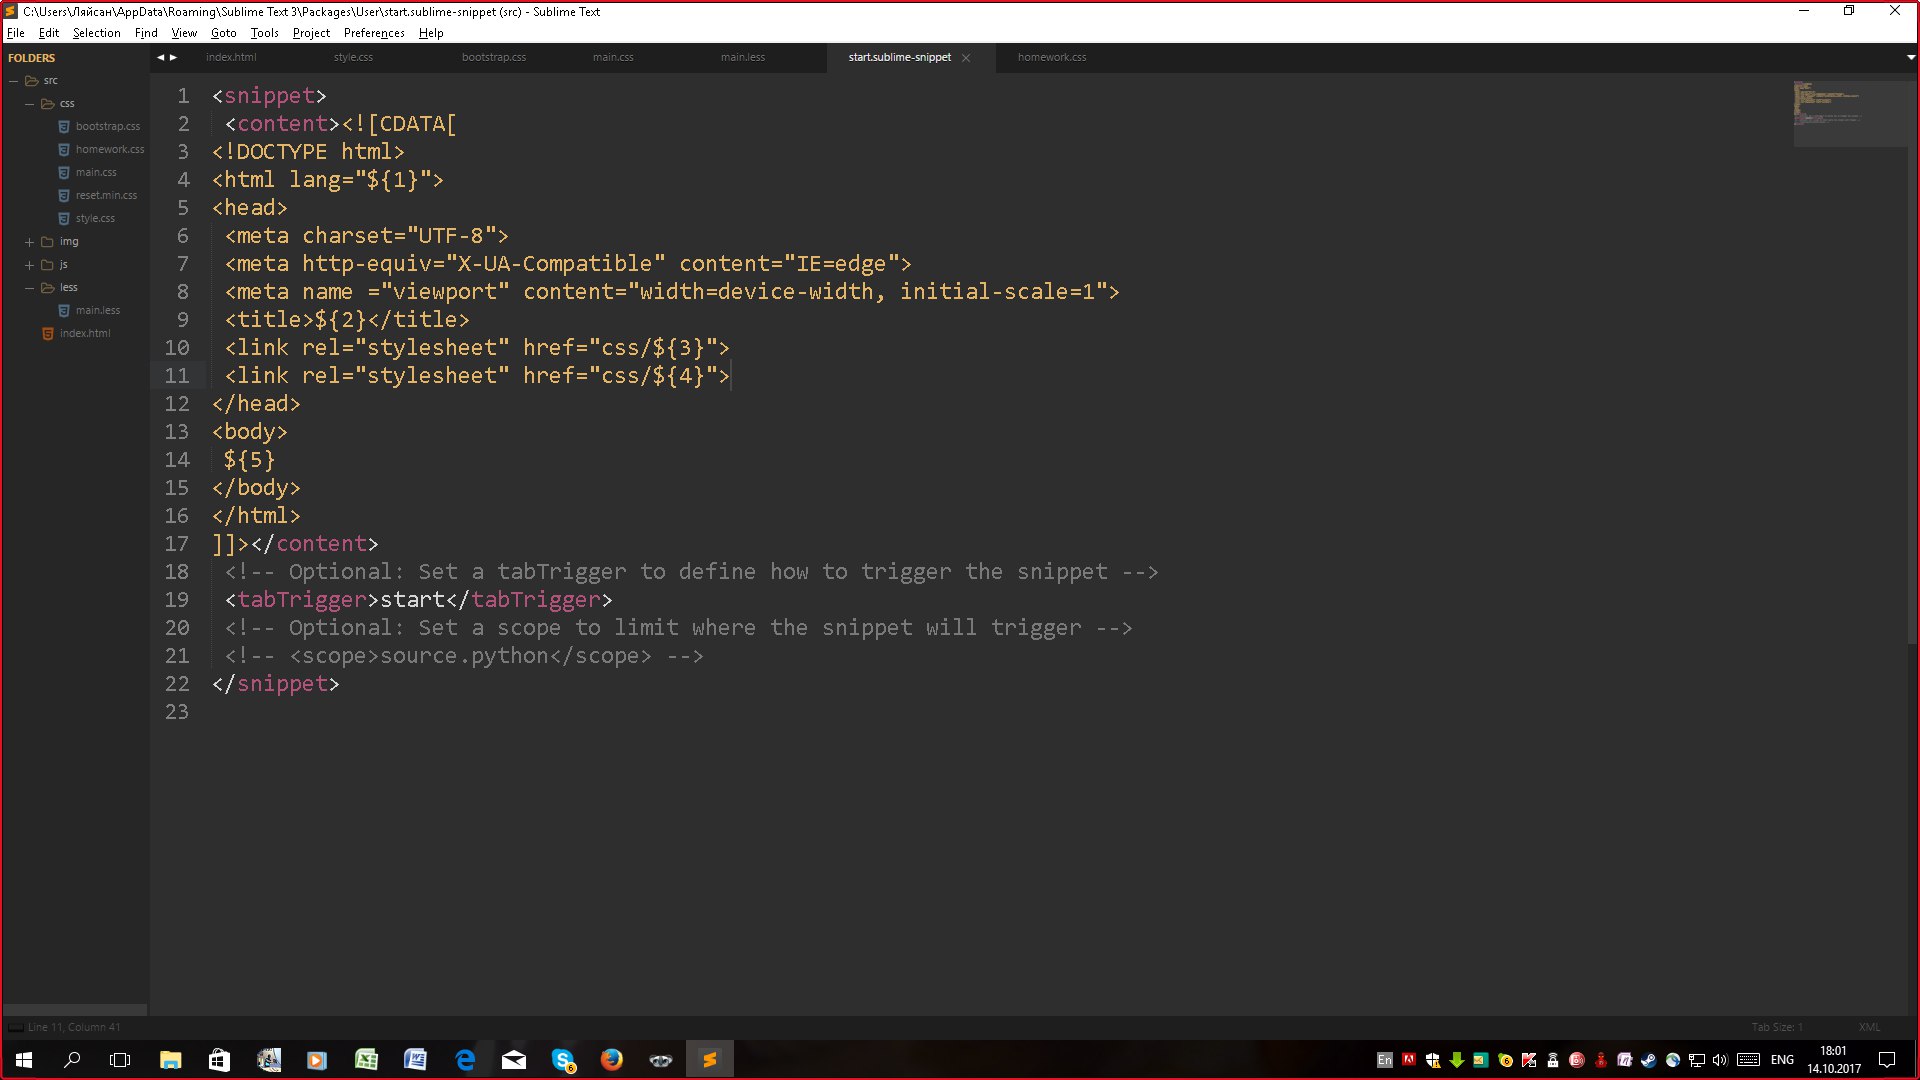 C:\Users\Ляйсан\AppData\Roaming\Sublime Text 3\Packages\User\start.sublime-snippet (src) - Sublime Text
File Edit Selection Find View Goto Tools Project Preferences Help
FOLDERS
src
css
bootstrap.css
homework.css
main.css
reset.min.css
style.css
img
js
less
main.less
index.html
index.html style.css bootstrap.css main.css main.less start.sublime-snippet homework.css
1 <snippet>
2 <content><![CDATA[
3 <!DOCTYPE html>
4 <html lang="${1}">
5 <head>
6 <meta charset="UTF-8">
7 <meta http-equiv="X-UA-Compatible" content="IE=edge">
8 <meta name ="viewport" content="width=device-width, initial-scale=1">
9 <title>${2}</title>
10 <link rel="stylesheet" href="css/${3}">
11 <link rel="stylesheet" href="css/${4}">
12 </head>
13 <body>
14 ${5}
15 </body>
16 </html>
17 ]]></content>
18 <!-- Optional: Set a tabTrigger to define how to trigger the snippet -->
19 <tabTrigger>start</tabTrigger>
20 <!-- Optional: Set a scope to limit where the snippet will trigger -->
21 <!-- <scope>source.python</scope> -->
22 </snippet>
23
Line 11, Column 41 Tab Size: 1 XML
En ENG 18:01
14.10.2017